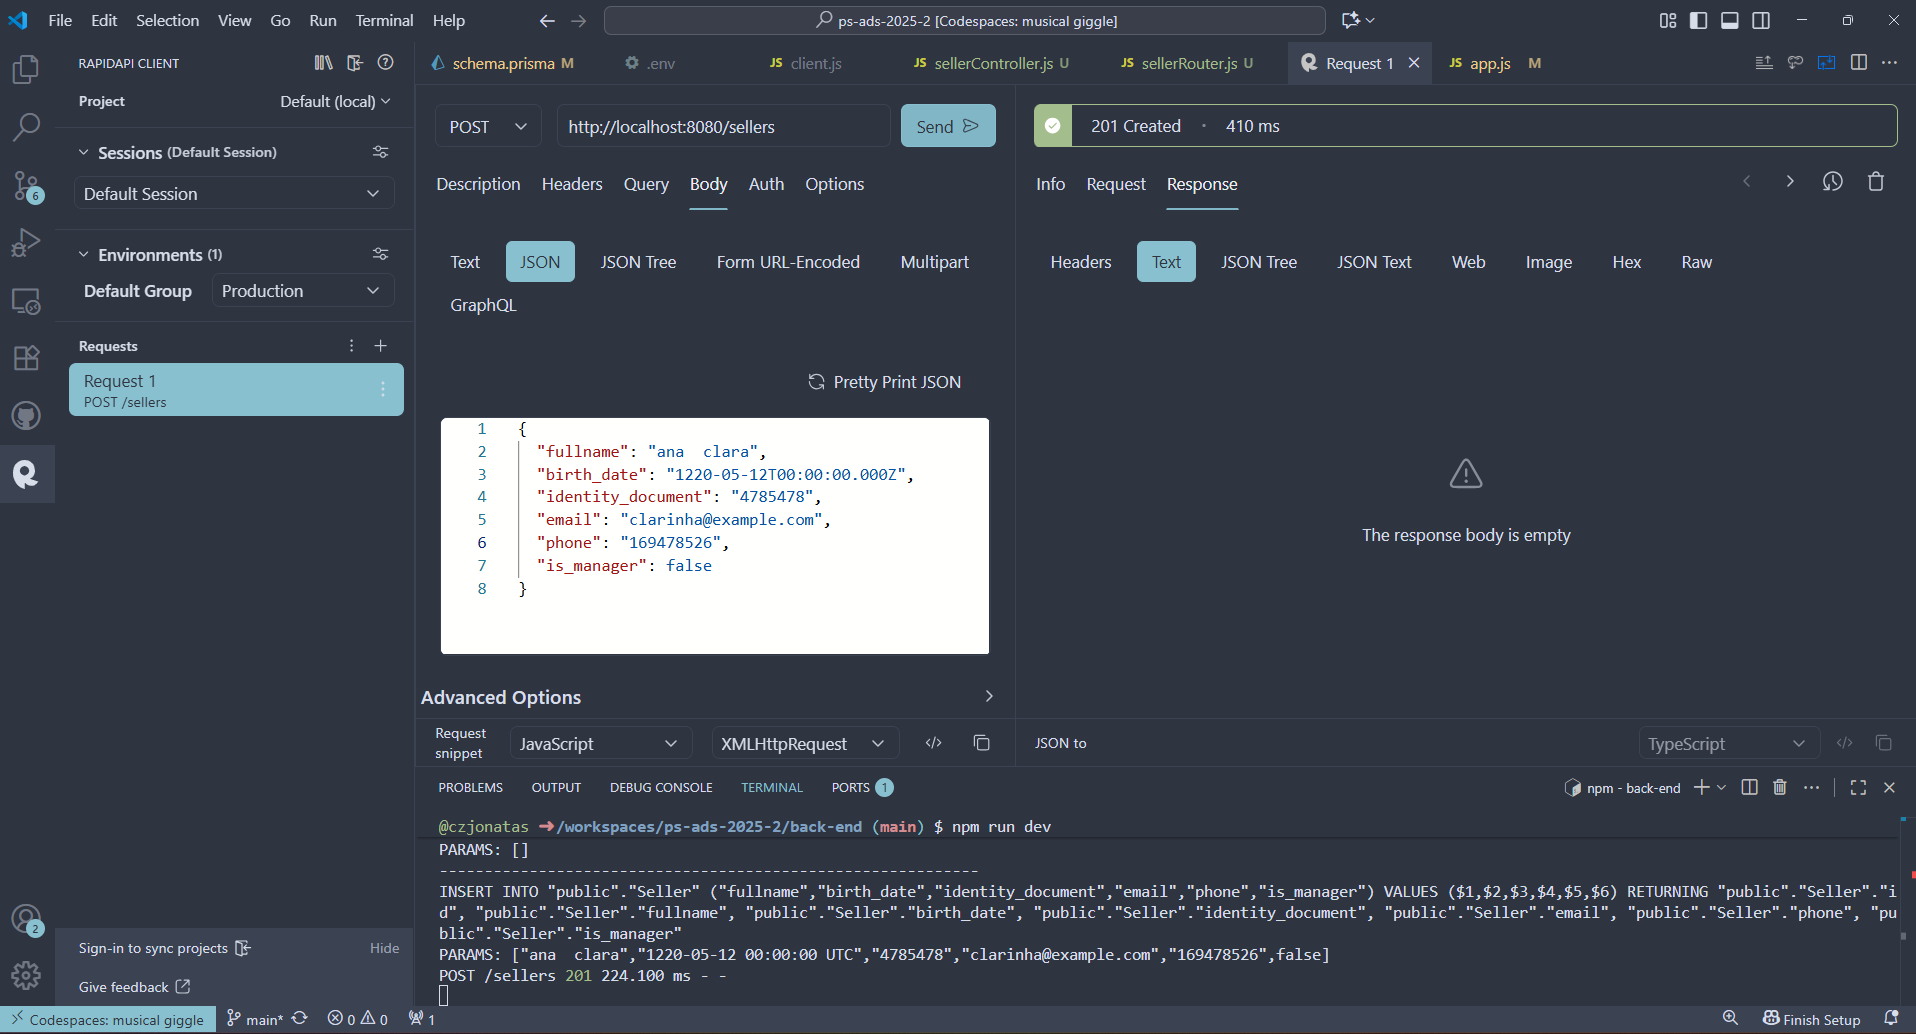 File Edit Selection View Go Run Terminal Help
ps-ads-2025-2 [Codespaces: musical giggle]
RAPIDAPI CLIENT
Project Default (local)
Sessions (Default Session)
Default Session
Environments (1)
Default Group Production
Requests
Request 1
POST /sellers
Sign-in to sync projects Hide
Give feedback
6
2
schema.prisma M .env JS client.js JS sellerController.js U JS sellerRouter.js U Request 1 JS app.js M
POST http://localhost:8080/sellers Send
Description Headers Query Body Auth Options
Text JSON JSON Tree Form URL-Encoded Multipart
GraphQL
Pretty Print JSON
1 {
2 "fullname": "ana  clara",
3 "birth_date": "1220-05-12T00:00:00.000Z",
4 "identity_document": "4785478",
5 "email": "clarinha@example.com",
6 "phone": "169478526",
7 "is_manager": false
8 }
Advanced Options
Request snippet JavaScript XMLHttpRequest
201 Created · 410 ms
Info Request Response
Headers Text JSON Tree JSON Text Web Image Hex Raw
The response body is empty
JSON to TypeScript
PROBLEMS OUTPUT DEBUG CONSOLE TERMINAL PORTS 1
npm - back-end
@czjonatas ➜/workspaces/ps-ads-2025-2/back-end (main) $ npm run dev
PARAMS: []
------------------------------------------------------------
INSERT INTO "public"."Seller" ("fullname","birth_date","identity_document","email","phone","is_manager") VALUES ($1,$2,$3,$4,$5,$6) RETURNING "public"."Seller"."i
d", "public"."Seller"."fullname", "public"."Seller"."birth_date", "public"."Seller"."identity_document", "public"."Seller"."email", "public"."Seller"."phone", "pu
blic"."Seller"."is_manager"
PARAMS: ["ana  clara","1220-05-12 00:00:00 UTC","4785478","clarinha@example.com","169478526",false]
POST /sellers 201 224.100 ms - -
Codespaces: musical giggle main* 0 0 1 Finish Setup